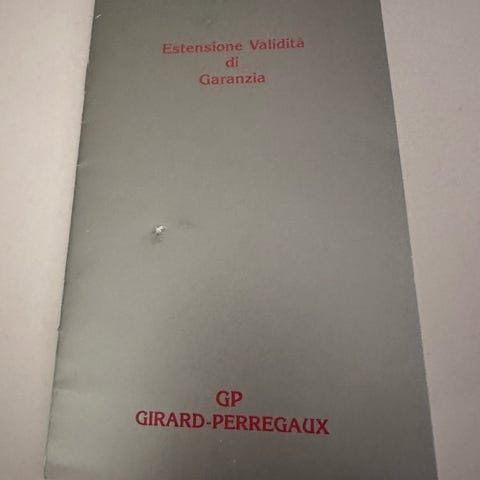 Estensione Validità
di
Garanzia
GP
GIRARD-PERREGAUX